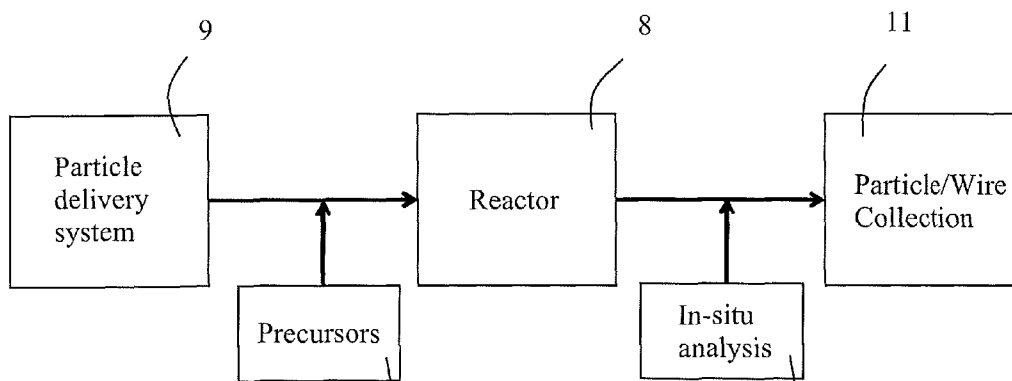 9
8
11
Particle
delivery
system
Reactor
Particle/Wire
Collection
Precursors
In-situ
analysis